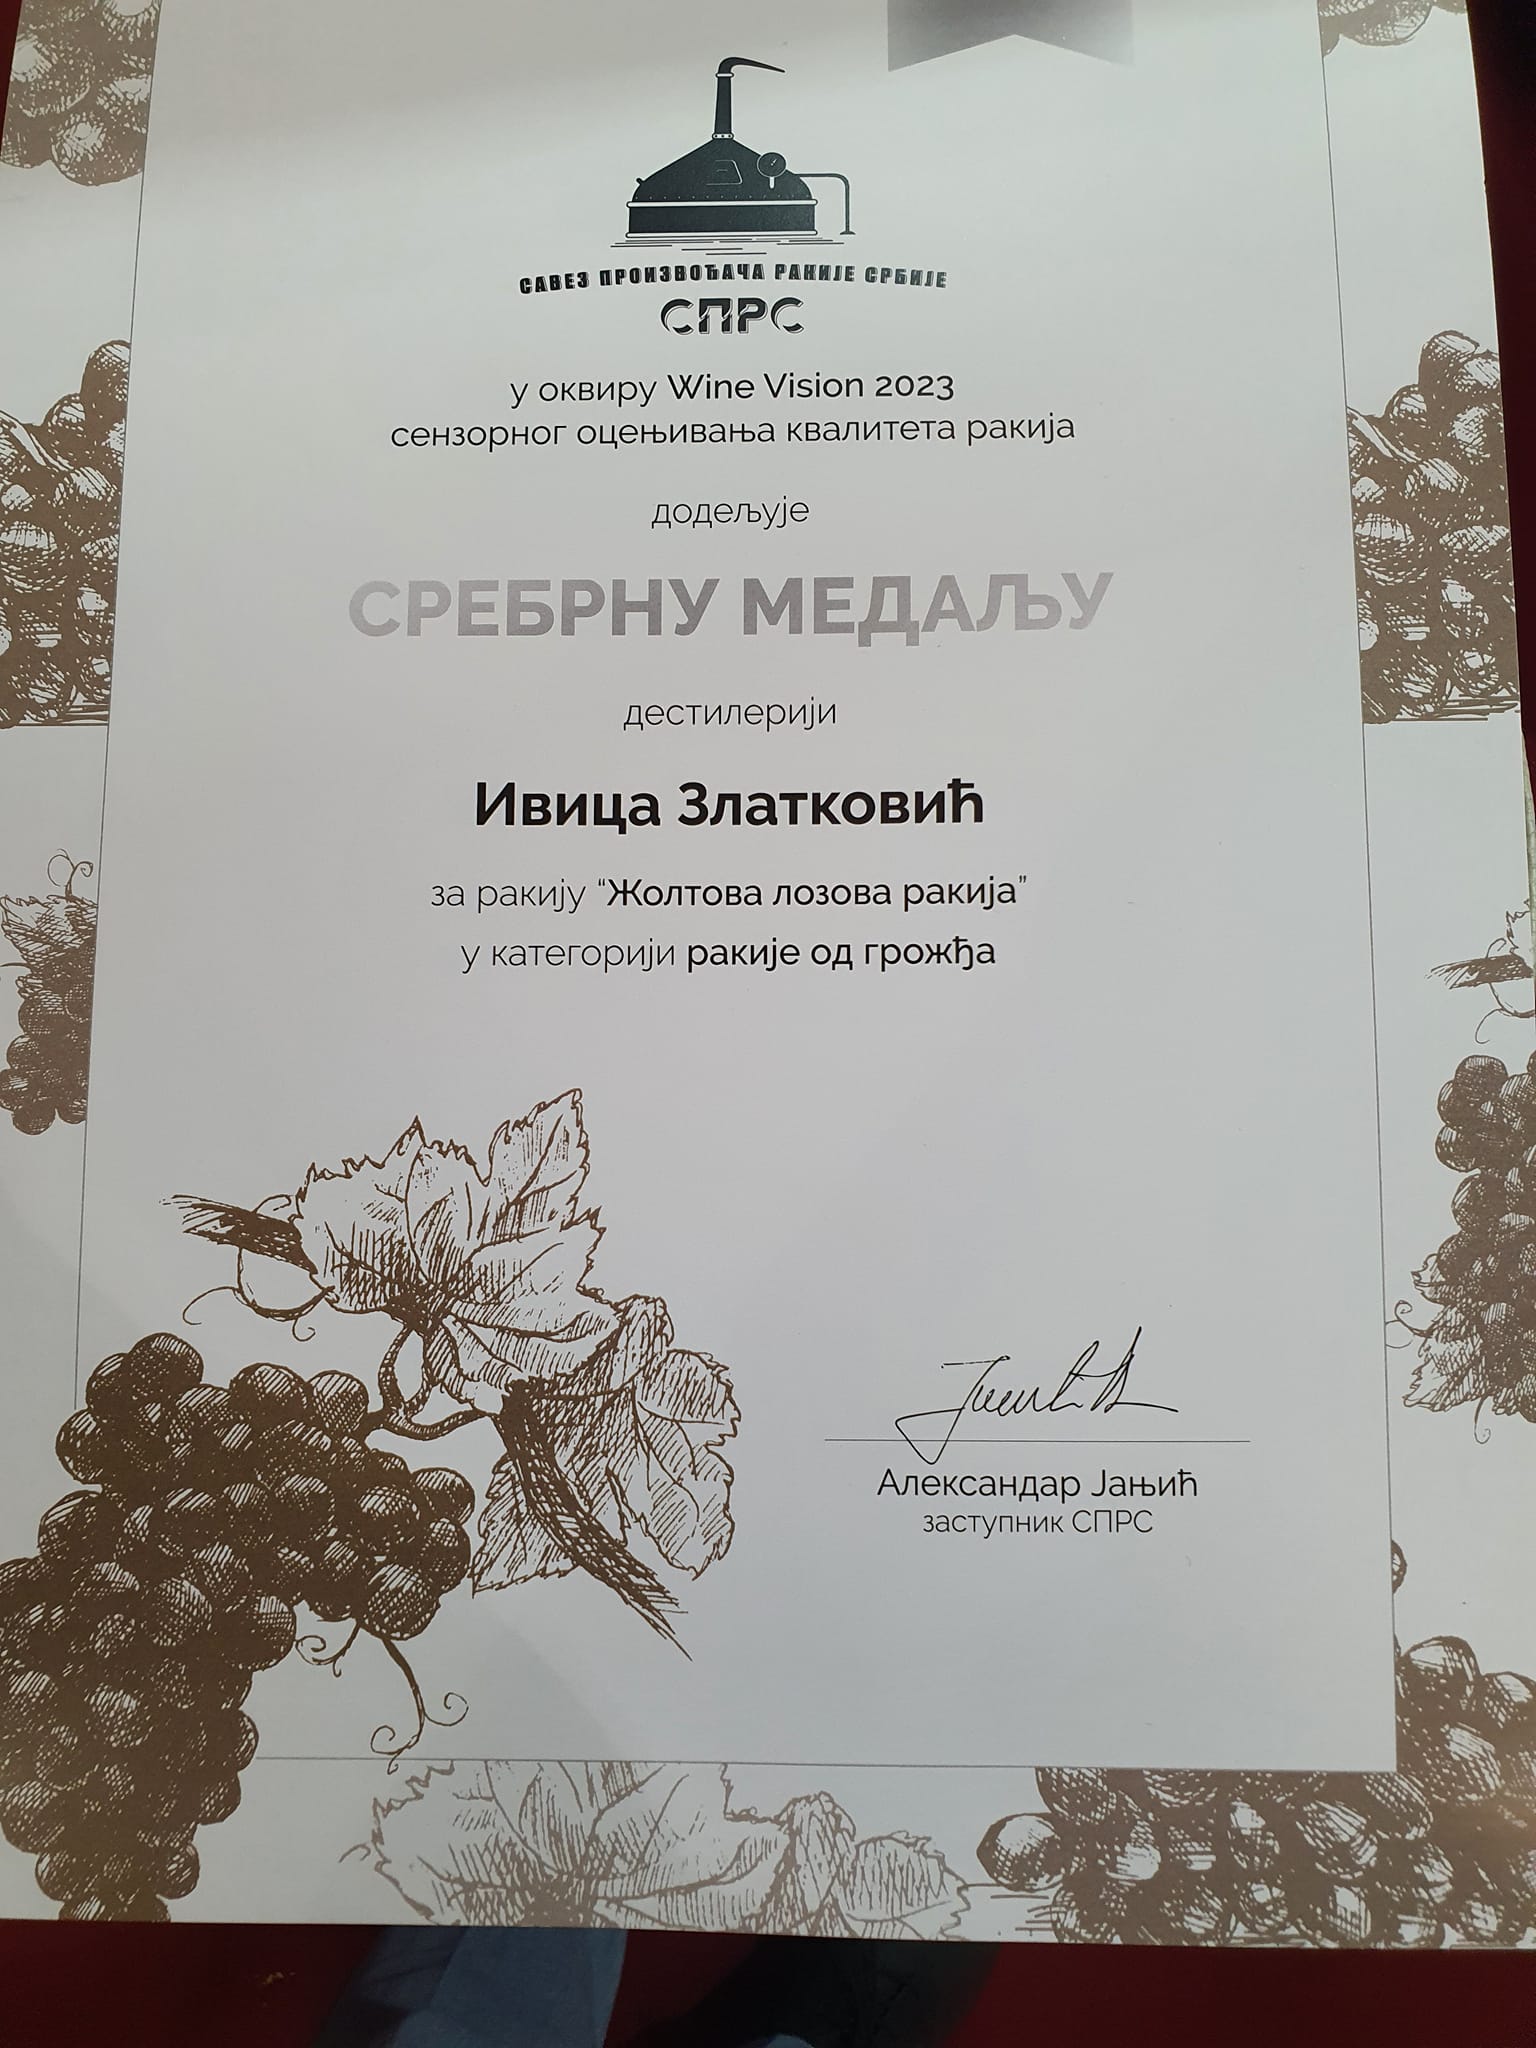 САВЕЗ ПРОИЗВОЂАЧА РАКИЈЕ СРБИЈЕ
СПРС
у оквиру Wine Vision 2023
сензорног оцењивања квалитета ракија
додељује
СРЕБРНУ МЕДАЉУ
дестилерији
Ивица Златковић
за ракију “Жолтова лозова ракија”
у категорији ракије од грожђа
Александар Јањић
заступник СПРС